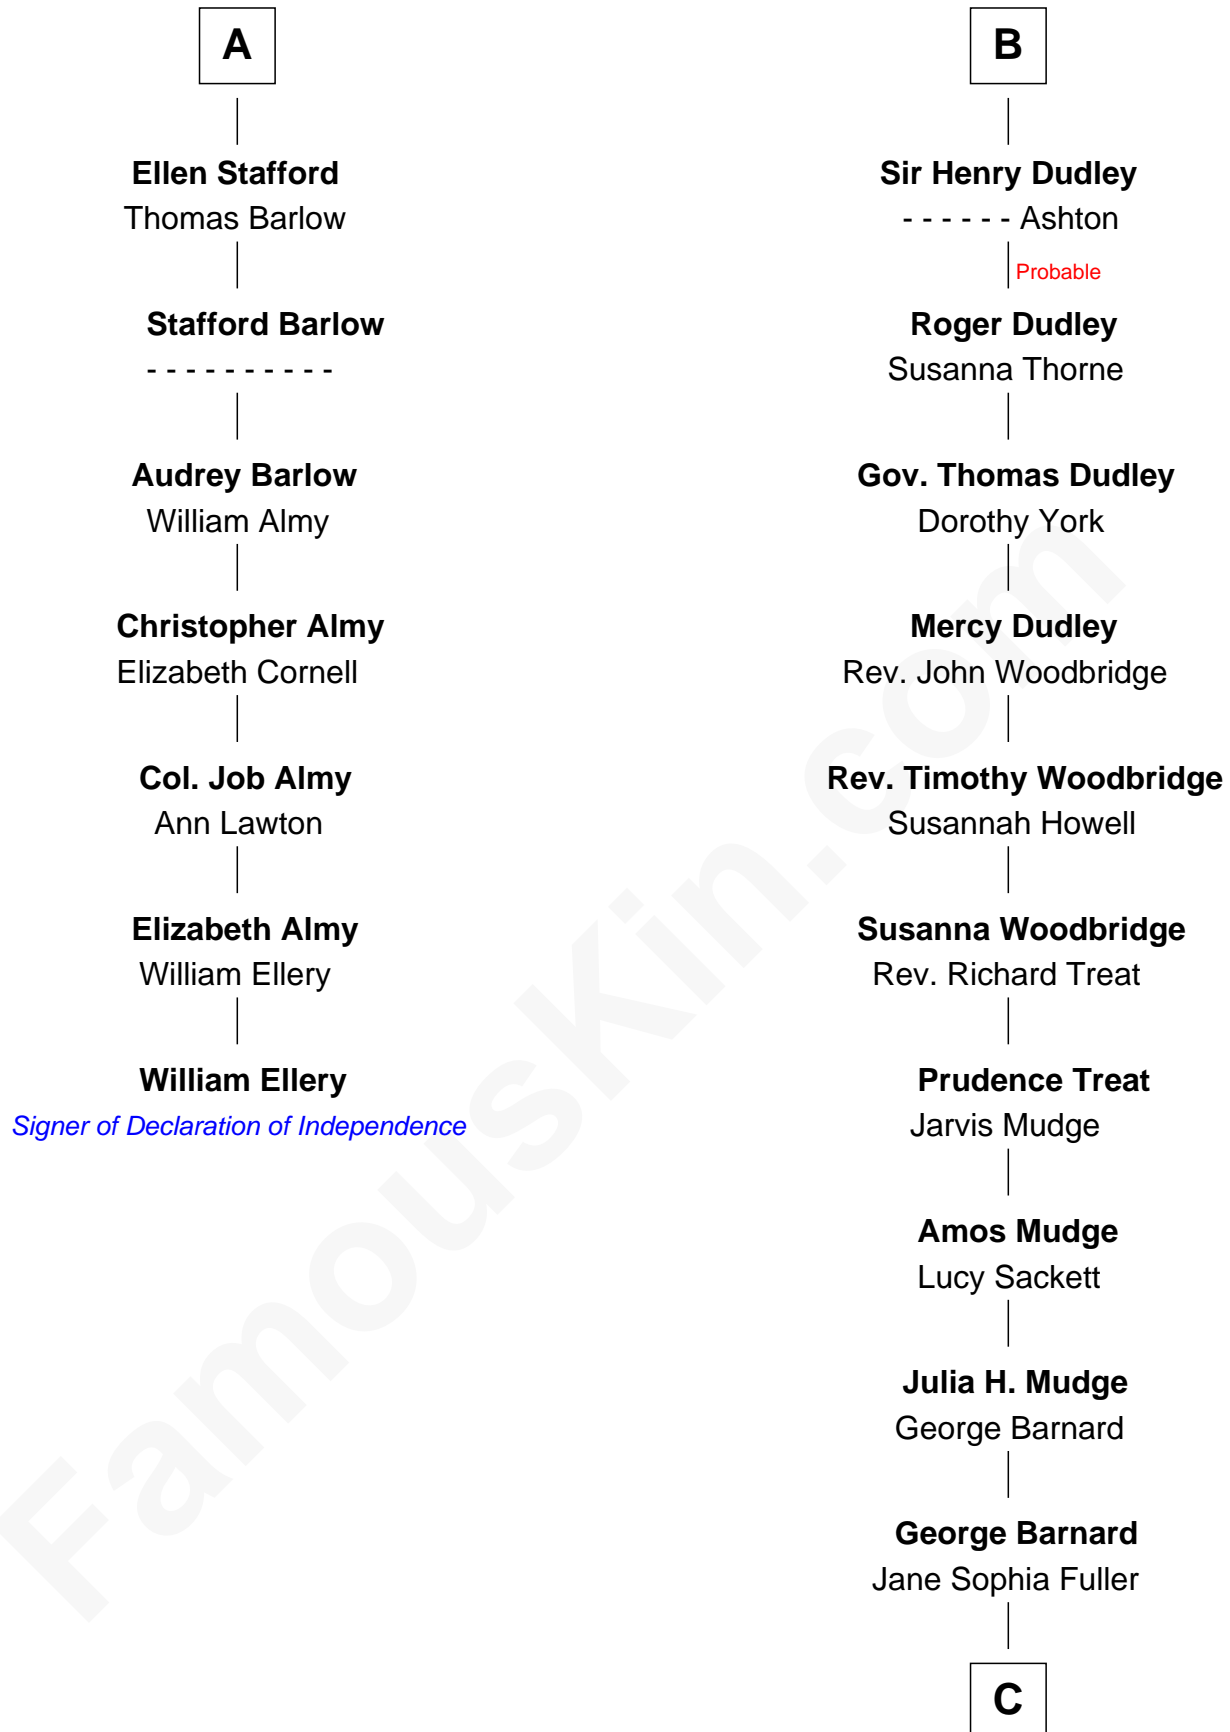 A
Ellen Stafford
Thomas Barlow
Stafford Barlow
- - - - - - - - - -
Audrey Barlow
William Almy
Christopher Almy
Elizabeth Cornell
Col. Job Almy
Ann Lawton
Elizabeth Almy
William Ellery
William Ellery
Signer of Declaration of Independence
B
Sir Henry Dudley
- - - - - - Ashton
Probable
Roger Dudley
Susanna Thorne
Gov. Thomas Dudley
Dorothy York
Mercy Dudley
Rev. John Woodbridge
Rev. Timothy Woodbridge
Susannah Howell
Susanna Woodbridge
Rev. Richard Treat
Prudence Treat
Jarvis Mudge
Amos Mudge
Lucy Sackett
Julia H. Mudge
George Barnard
George Barnard
Jane Sophia Fuller
C
FamousKin.com